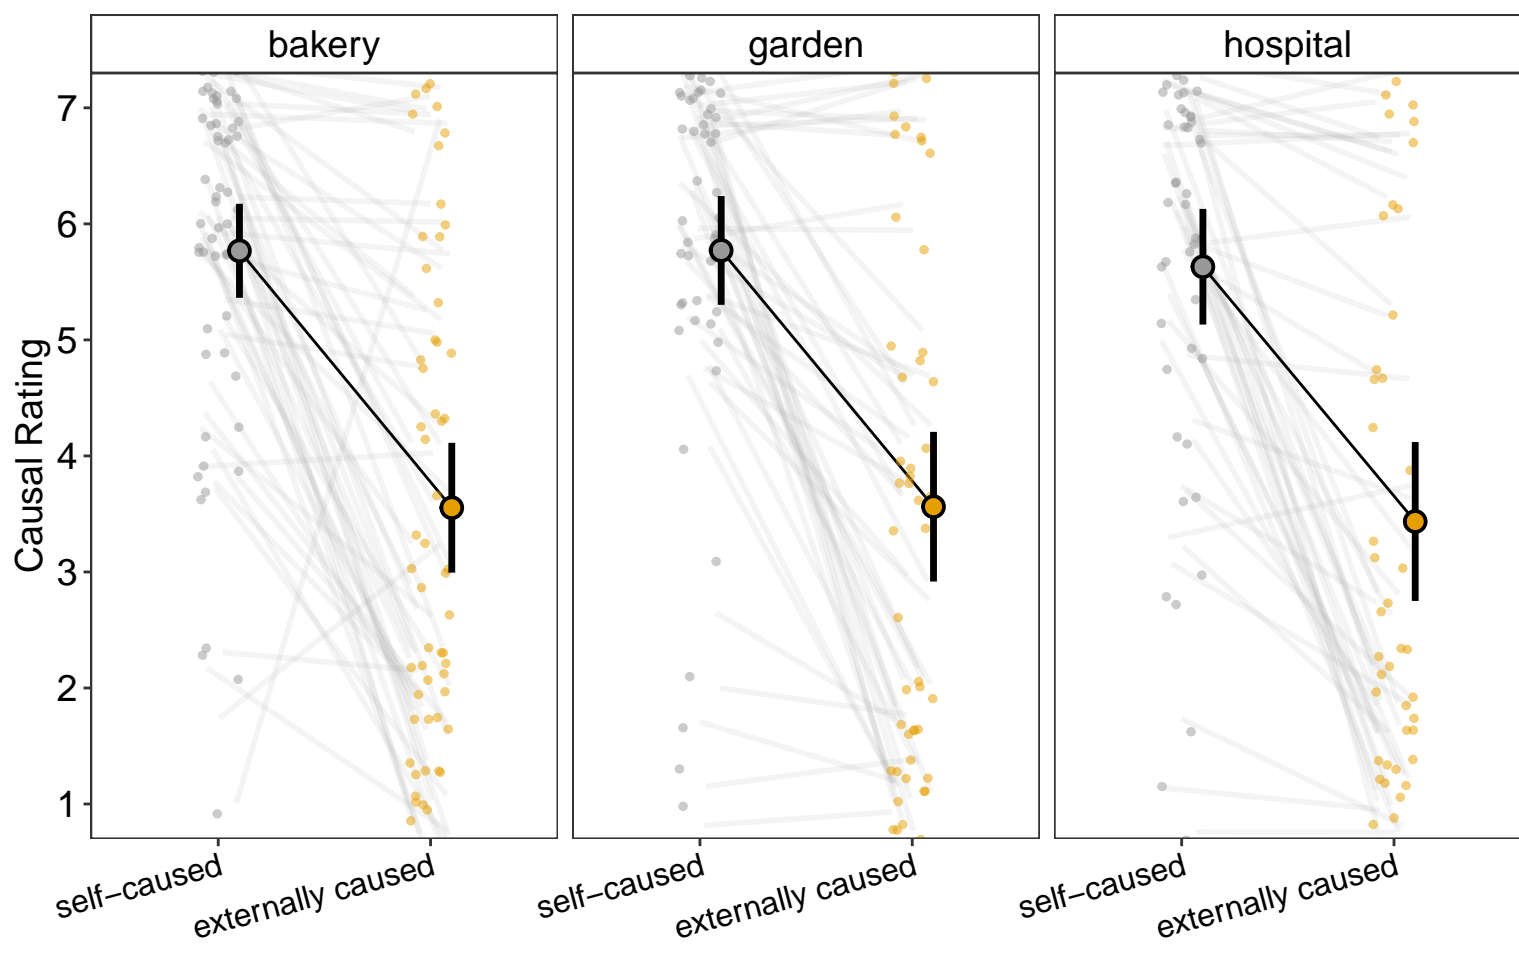 bakery
garden
hospital
Causal Rating
7
6
5
4
3
2
1
self−caused
externally caused
self−caused
externally caused
self−caused
externally caused